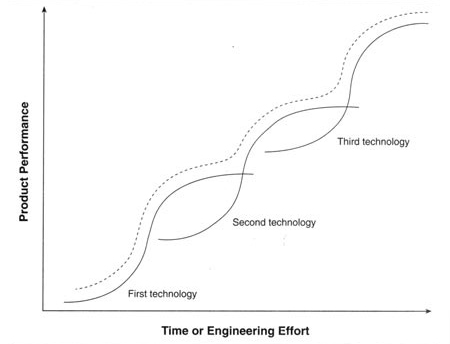 Product Performance
Third technology
Second technology
First technology
Time or Engineering Effort